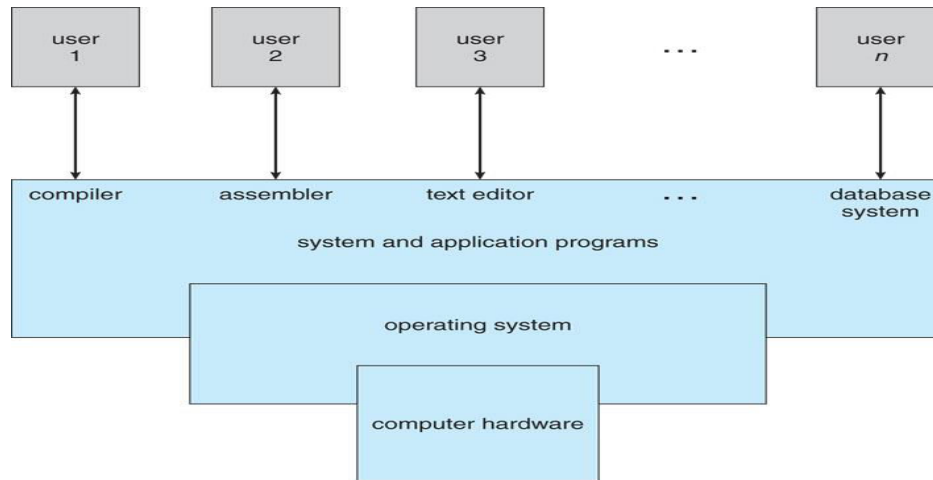 user
1
user
2
user
3
...
user
n
compiler
assembler
text editor
...
database
system
system and application programs
operating system
computer hardware